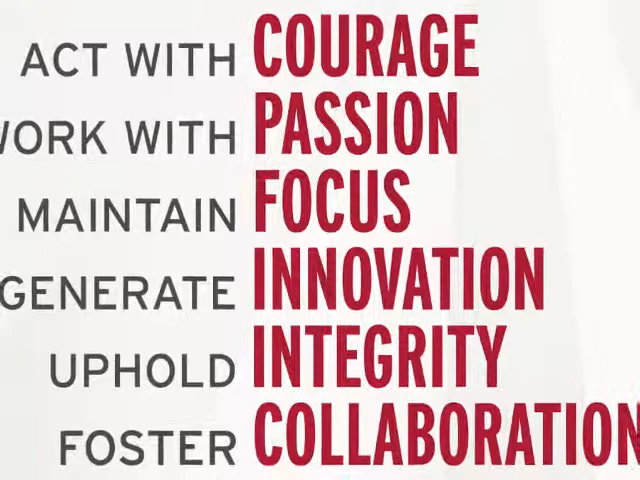 ACT WITH COURAGE
WORK WITH PASSION
MAINTAIN FOCUS
GENERATE INNOVATION
UPHOLD INTEGRITY
FOSTER COLLABORATION